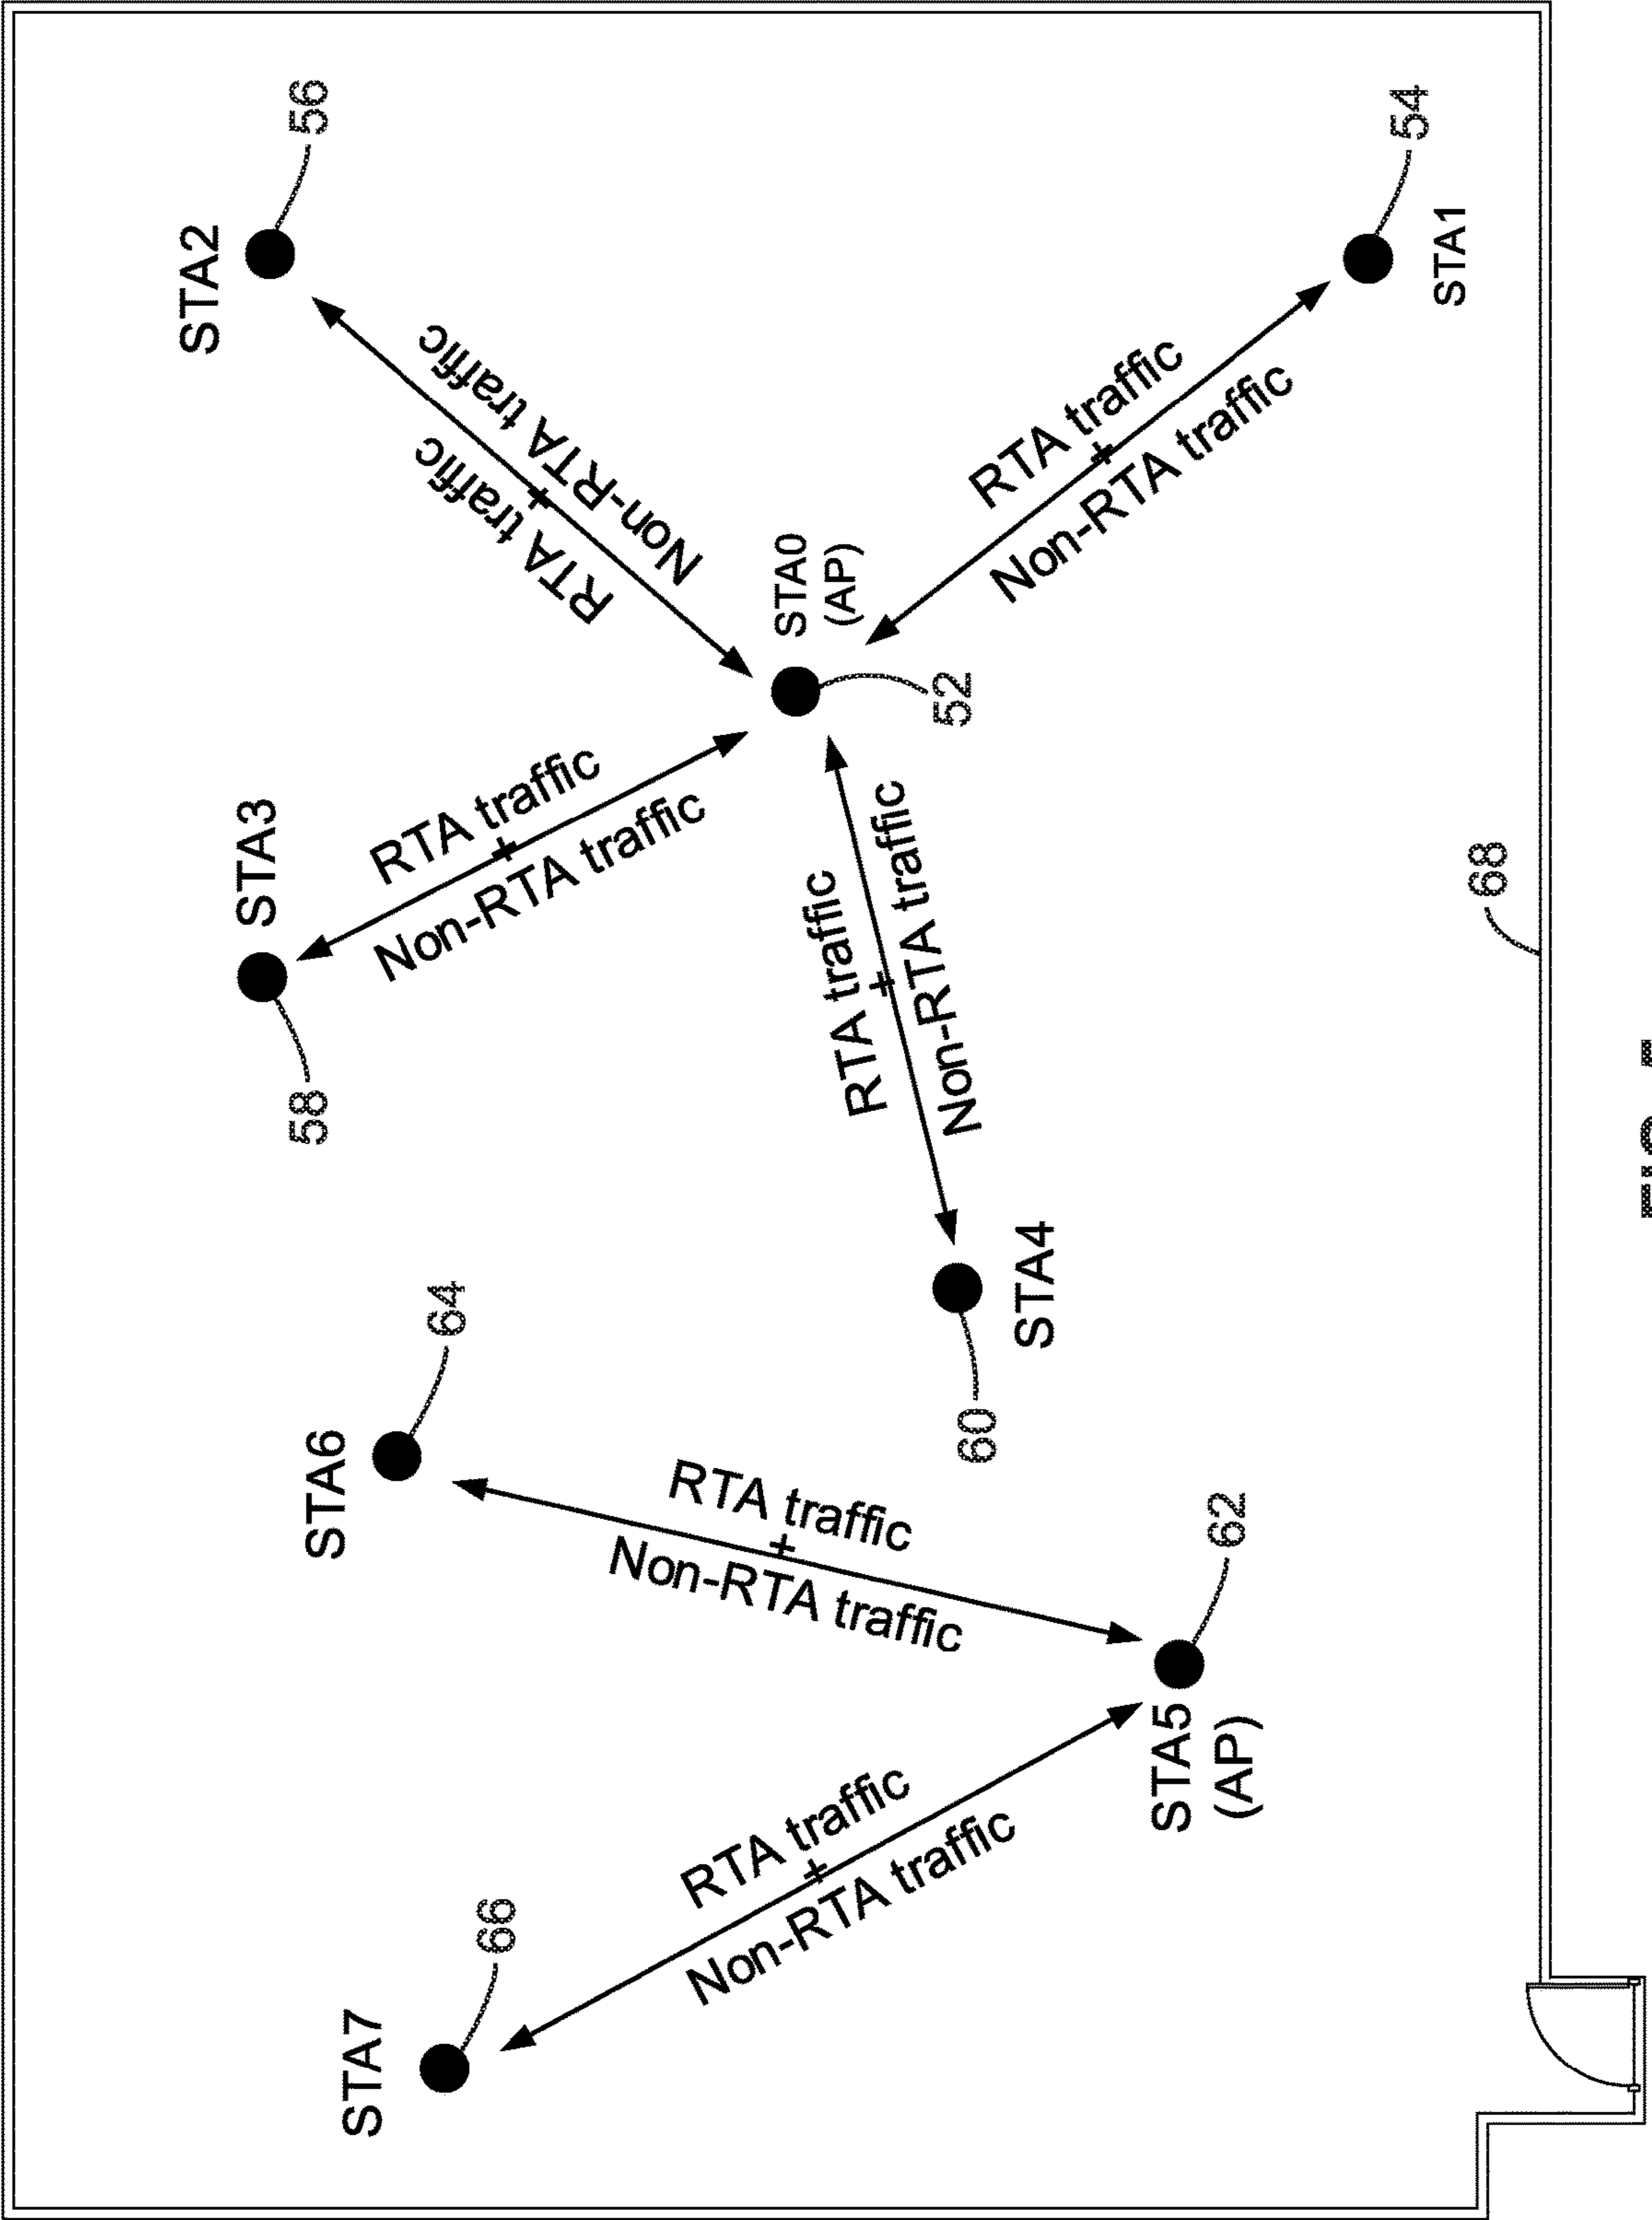 STA7
66
RTA traffic
+
Non-RTA traffic
STA5
(AP)
62
STA6
64
RTA traffic
+
Non-RTA traffic
STA3
58
RTA traffic
+
Non-RTA traffic
STA4
60
RTA traffic
+
Non-RTA traffic
STA0
(AP)
52
STA2
56
RTA traffic
+
Non-RTA traffic
STA1
54
RTA traffic
+
Non-RTA traffic
68